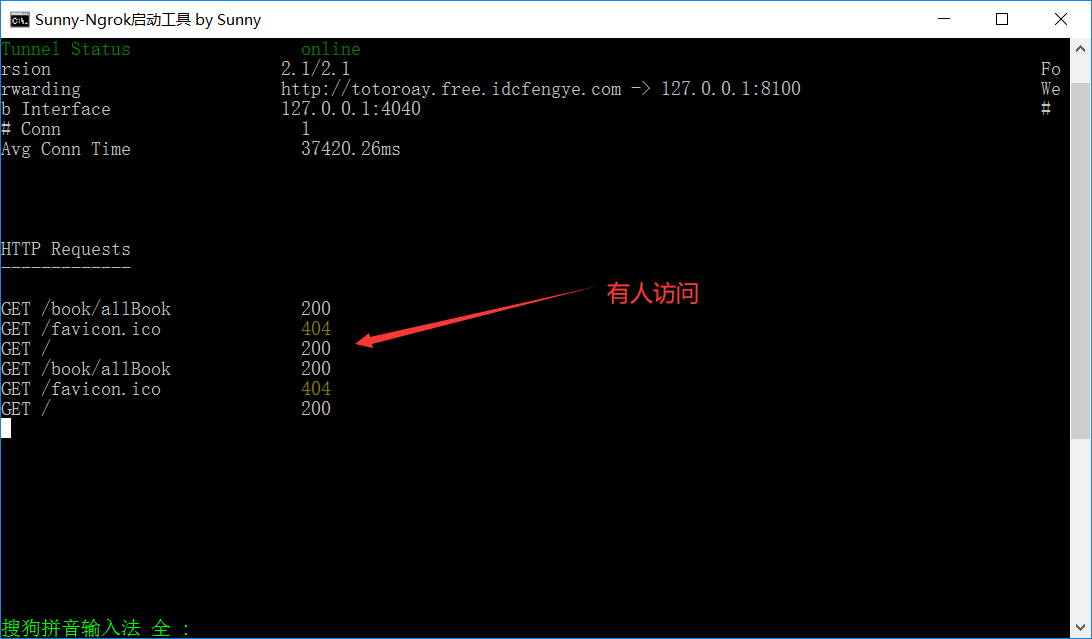 Sunny-Ngrok启动工具 by Sunny
Tunnel Status online
rsion 2.1/2.1 Fo
rwarding http://totoroay.free.idcfengye.com -> 127.0.0.1:8100 We
b Interface 127.0.0.1:4040 #
# Conn 1
Avg Conn Time 37420.26ms
HTTP Requests
-------------
GET /book/allBook 200
有人访问
GET /favicon.ico 404
GET / 200
GET /book/allBook 200
GET /favicon.ico 404
GET / 200
搜狗拼音输入法 全 :